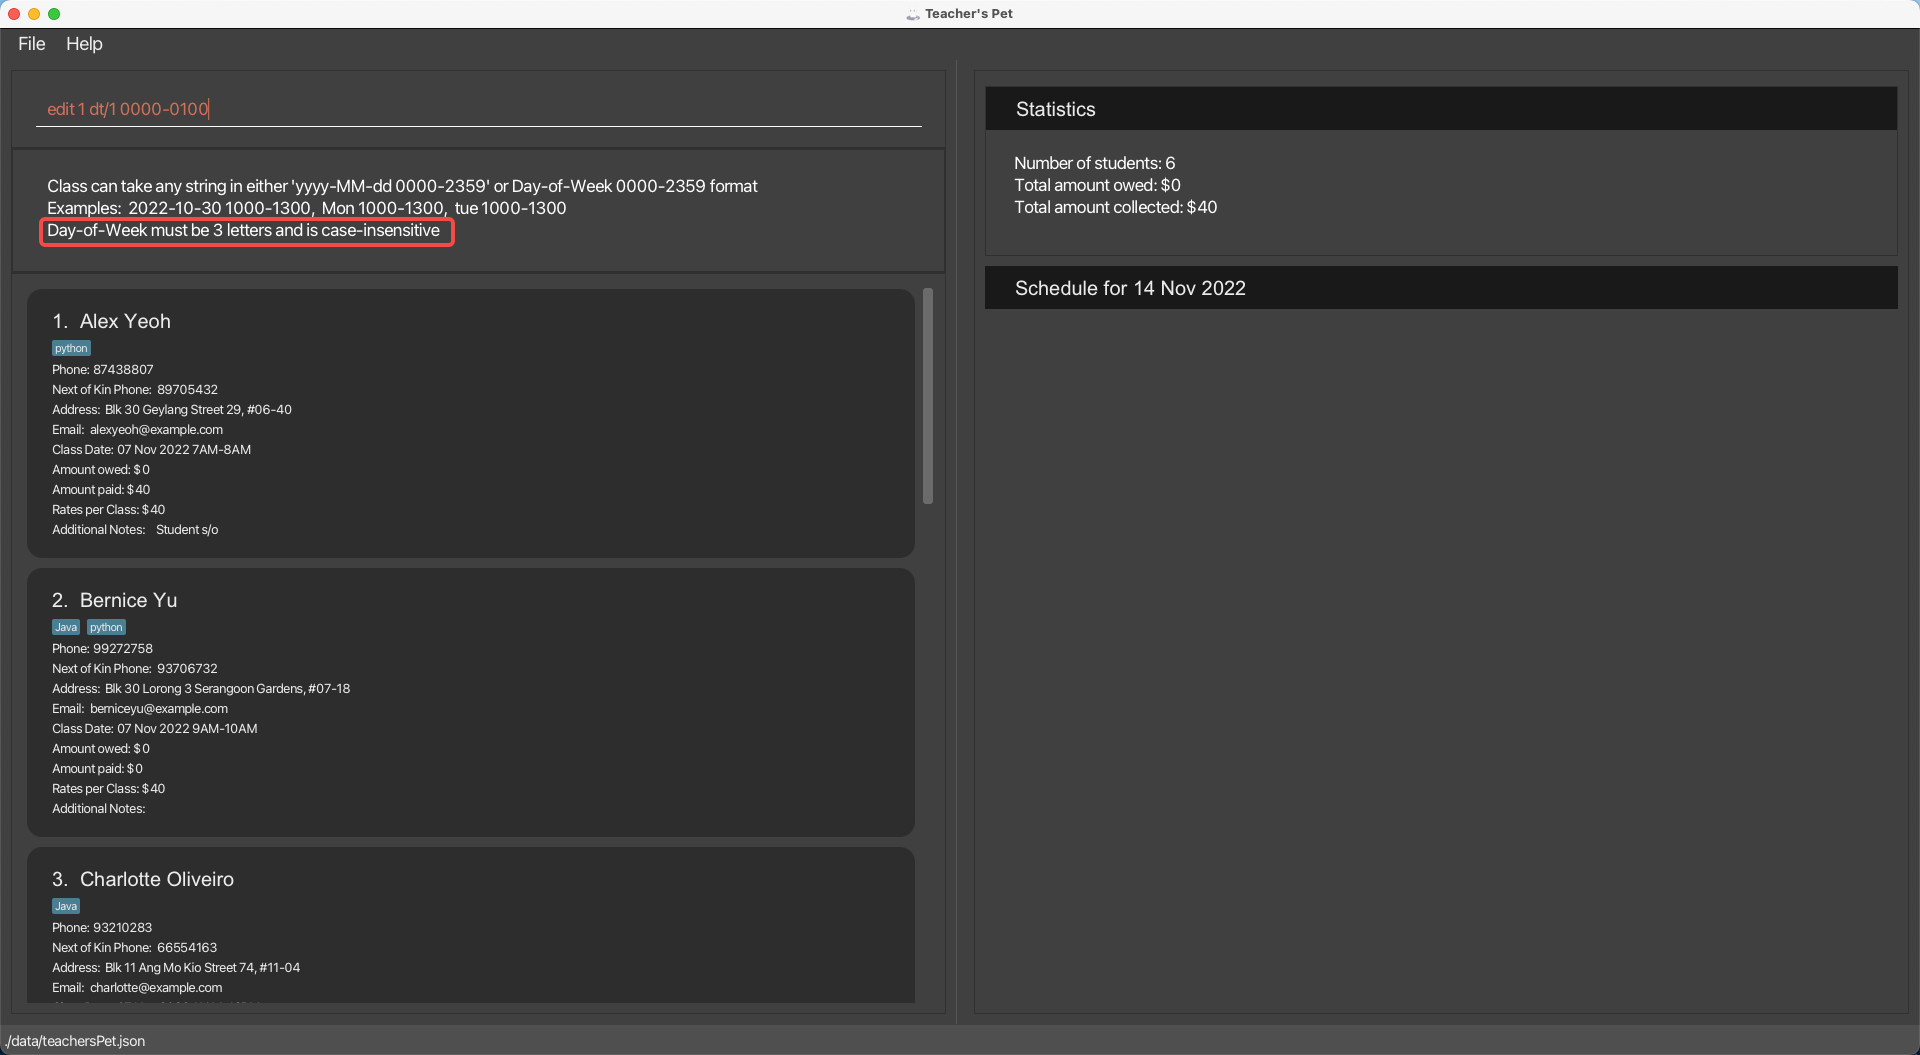 Teacher's Pet
File Help
edit 1 dt/1 0000-0100
Class can take any string in either 'yyyy-MM-dd 0000-2359' or Day-of-Week 0000-2359 format
Examples: 2022-10-30 1000-1300, Mon 1000-1300, tue 1000-1300
Day-of-Week must be 3 letters and is case-insensitive
1. Alex Yeoh
python
Phone: 87438807
Next of Kin Phone: 89705432
Address: Blk 30 Geylang Street 29, #06-40
Email: alexyeoh@example.com
Class Date: 07 Nov 2022 7AM-8AM
Amount owed: $0
Amount paid: $40
Rates per Class: $40
Additional Notes: Student s/o
2. Bernice Yu
Java python
Phone: 99272758
Next of Kin Phone: 93706732
Address: Blk 30 Lorong 3 Serangoon Gardens, #07-18
Email: berniceyu@example.com
Class Date: 07 Nov 2022 9AM-10AM
Amount owed: $0
Amount paid: $0
Rates per Class: $40
Additional Notes:
3. Charlotte Oliveiro
Java
Phone: 93210283
Next of Kin Phone: 66554163
Address: Blk 11 Ang Mo Kio Street 74, #11-04
Email: charlotte@example.com
Statistics
Number of students: 6
Total amount owed: $0
Total amount collected: $40
Schedule for 14 Nov 2022
./data/teachersPet.json